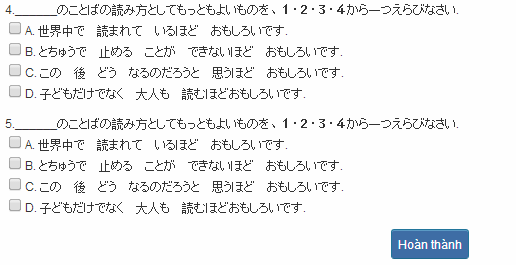 4.______のことばの読み方としてもっともよいものを、1・2・3・4から一つえらびなさい.
A. 世界中で 読まれて いるほど おもしろいです.
B. とちゅうで 止める ことが できないほど おもしろいです.
C. この 後 どう なるのだろうと 思うほど おもしろいです.
D. 子どもだけでなく 大人も 読むほどおもしろいです.
5.______のことばの読み方としてもっともよいものを、1・2・3・4から一つえらびなさい.
A. 世界中で 読まれて いるほど おもしろいです.
B. とちゅうで 止める ことが できないほど おもしろいです.
C. この 後 どう なるのだろうと 思うほど おもしろいです.
D. 子どもだけでなく 大人も 読むほどおもしろいです.
Hoàn thành